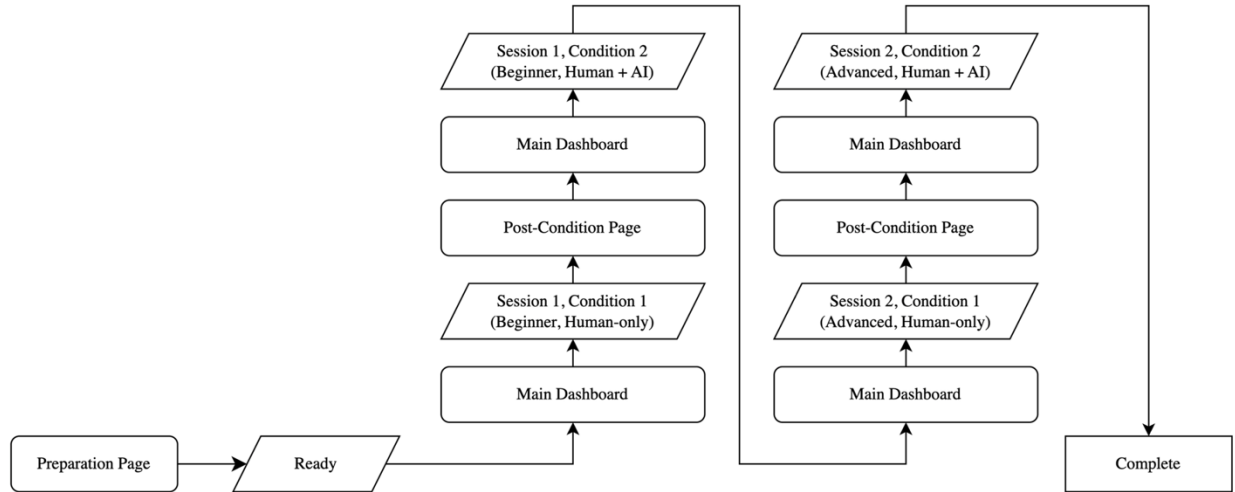 Session 1, Condition 2
(Beginner, Human + AI)
Main Dashboard
Post-Condition Page
Session 1, Condition 1
(Beginner, Human-only)
Main Dashboard
Session 2, Condition 2
(Advanced, Human + AI)
Main Dashboard
Post-Condition Page
Session 2, Condition 1
(Advanced, Human-only)
Main Dashboard
Preparation Page
Ready
Complete